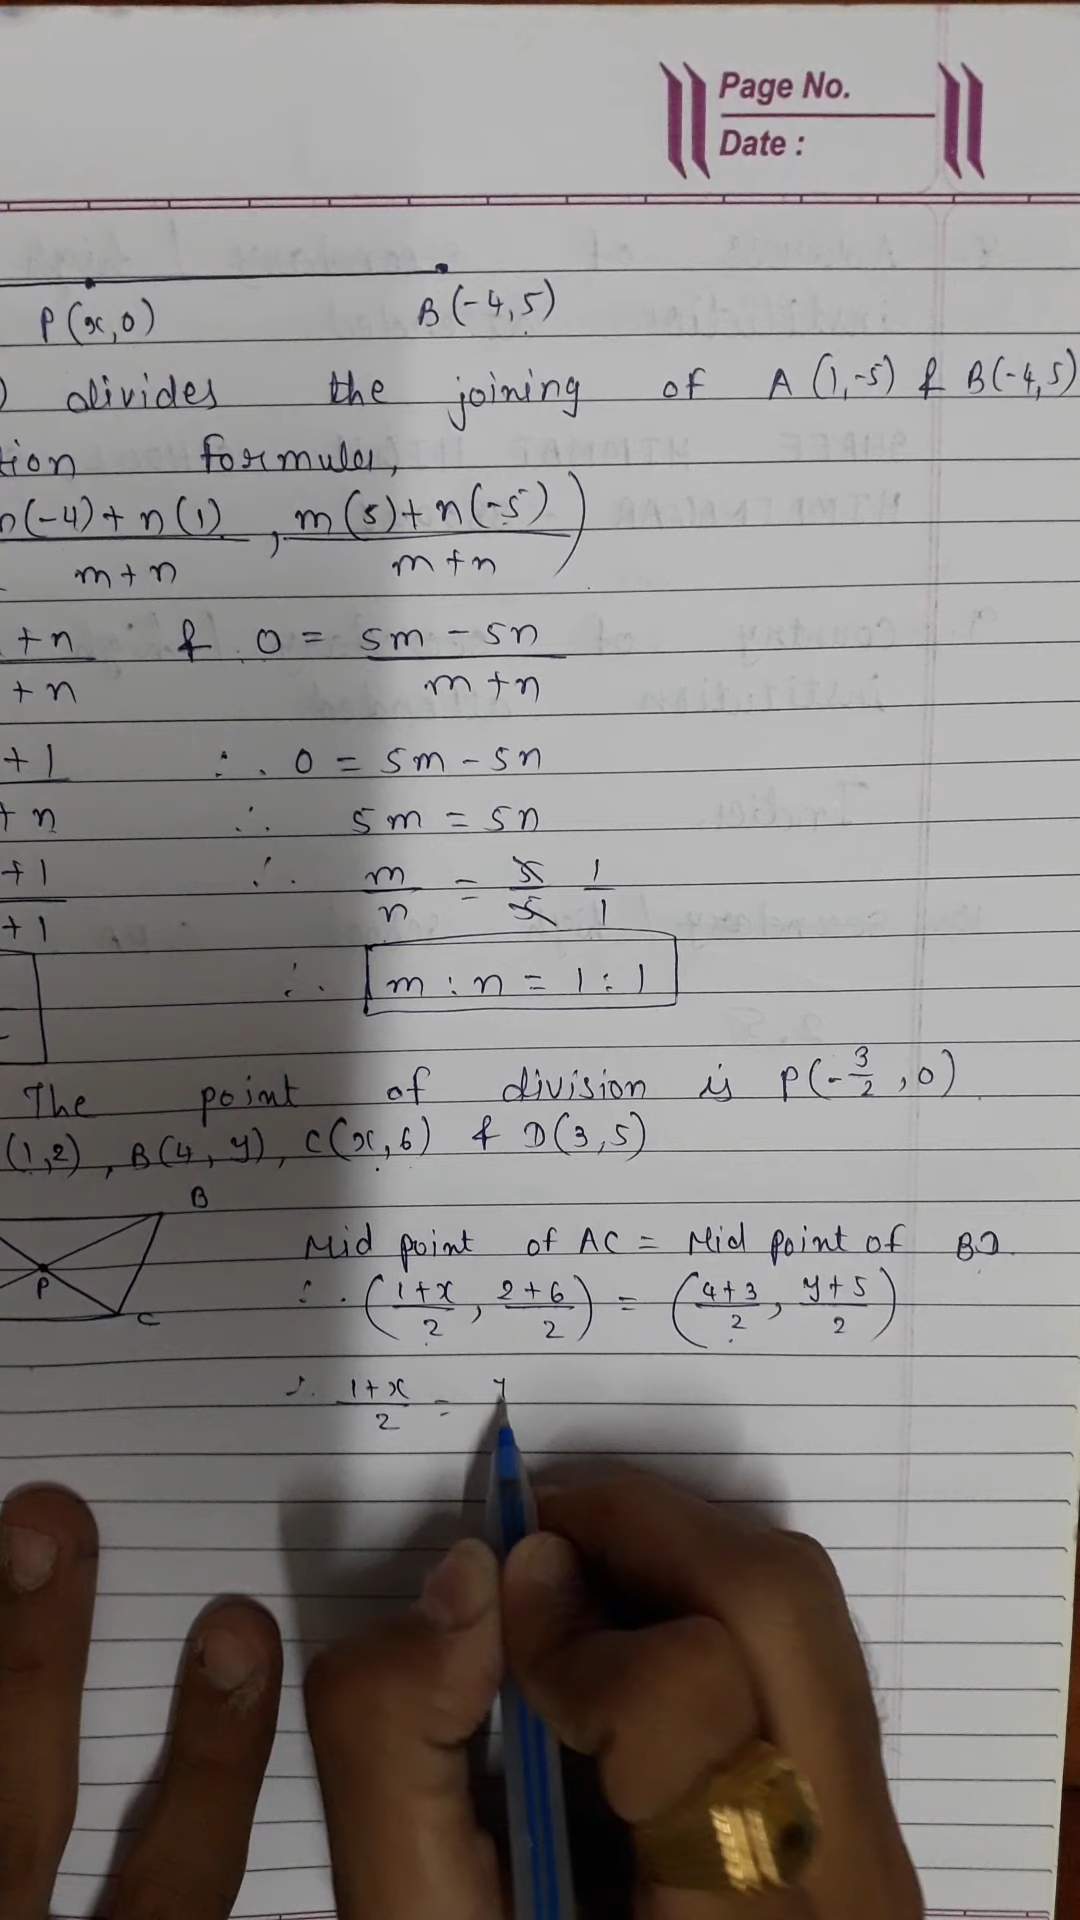 Page No.
Date :
P(x,0) B(-4,5)
) divides the joining of A(1,-5) & B(-4,5)
tion formula,
(-4)+n(1) , m(5)+n(-5) )
m+n m+n
+n & 0 = 5m-5n
+n m+n
+1 ∴ 0 = 5m-5n
+n ∴ 5m = 5n
+1 ∴ m = 5 1
+1 n 5 1
∴ m : n = 1 : 1
The point of division is P(-3/2, 0)
(1,2), B(4, y), C(x, 6) & D(3,5)
B
Mid point of AC = Mid point of BD
P
∴ (1+x/2, 2+6/2) = (4+3/2, y+5/2)
C
∴ 1+x/2 = 7